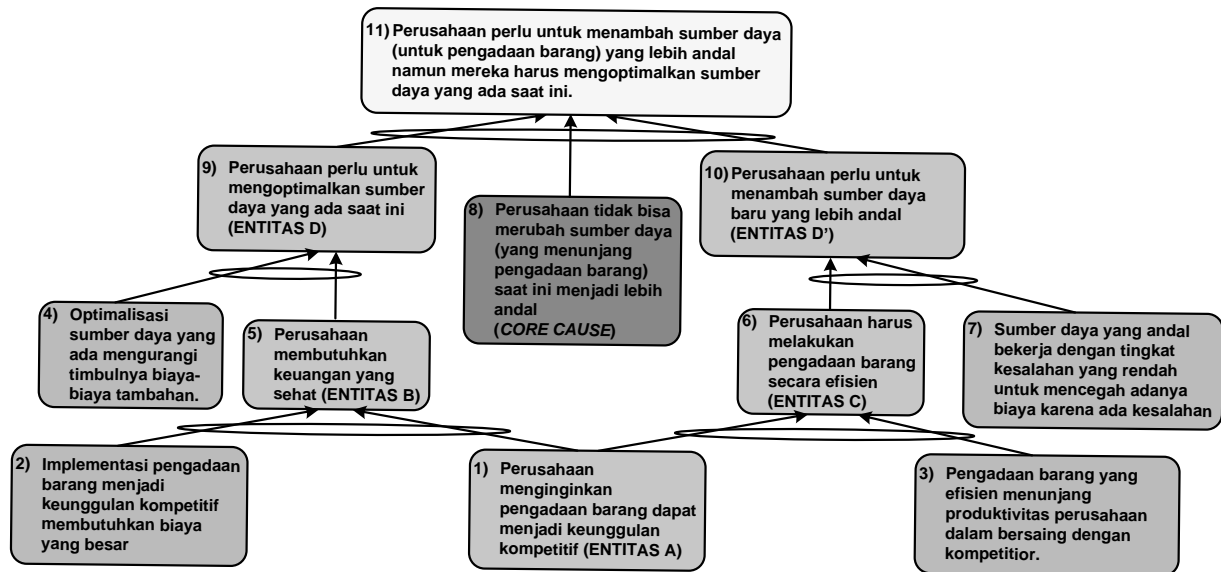 11) Perusahaan perlu untuk menambah sumber daya
(untuk pengadaan barang) yang lebih andal
namun mereka harus mengoptimalkan sumber
daya yang ada saat ini.
9) Perusahaan perlu untuk
mengoptimalkan sumber
daya yang ada saat ini
(ENTITAS D)
8) Perusahaan tidak bisa
merubah sumber daya
(yang menunjang
pengadaan barang)
saat ini menjadi lebih
andal
(CORE CAUSE)
10) Perusahaan perlu untuk
menambah sumber daya
baru yang lebih andal
(ENTITAS D’)
4) Optimalisasi
sumber daya yang
ada mengurangi
timbulnya biaya-
biaya tambahan.
5) Perusahaan
membutuhkan
keuangan yang
sehat (ENTITAS B)
6) Perusahaan harus
melakukan
pengadaan barang
secara efisien
(ENTITAS C)
7) Sumber daya yang andal
bekerja dengan tingkat
kesalahan yang rendah
untuk mencegah adanya
biaya karena ada kesalahan
2) Implementasi pengadaan
barang menjadi
keunggulan kompetitif
membutuhkan biaya
yang besar
1) Perusahaan
menginginkan
pengadaan barang dapat
menjadi keunggulan
kompetitif (ENTITAS A)
3) Pengadaan barang yang
efisien menunjang
produktivitas perusahaan
dalam bersaing dengan
kompetitior.